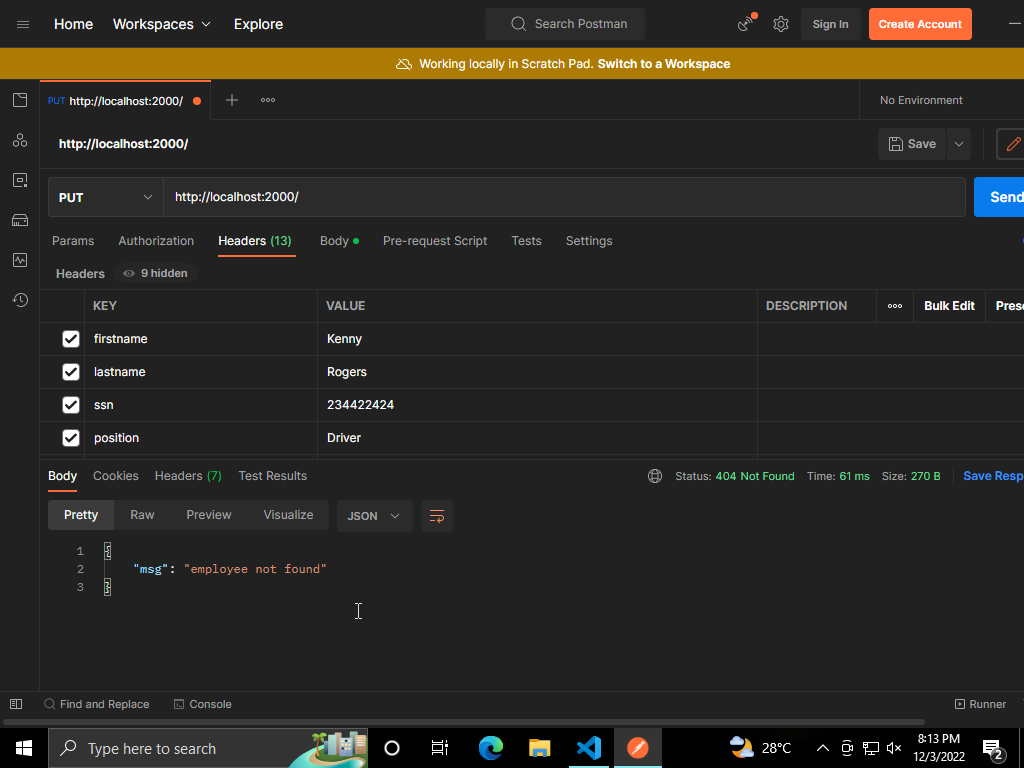 Home Workspaces Explore Search Postman Sign In Create Account
Working locally in Scratch Pad. Switch to a Workspace
PUT http://localhost:2000/ No Environment
http://localhost:2000/ Save
PUT http://localhost:2000/ Send
Params Authorization Headers (13) Body Pre-request Script Tests Settings
Headers 9 hidden
KEY VALUE DESCRIPTION Bulk Edit Prese
firstname Kenny
lastname Rogers
ssn 234422424
position Driver
Body Cookies Headers (7) Test Results Status: 404 Not Found Time: 61 ms Size: 270 B Save Resp
Pretty Raw Preview Visualize JSON
1 {
2 "msg": "employee not found"
3 }
Find and Replace Console Runner
Type here to search 28°C 8:13 PM
12/3/2022 2